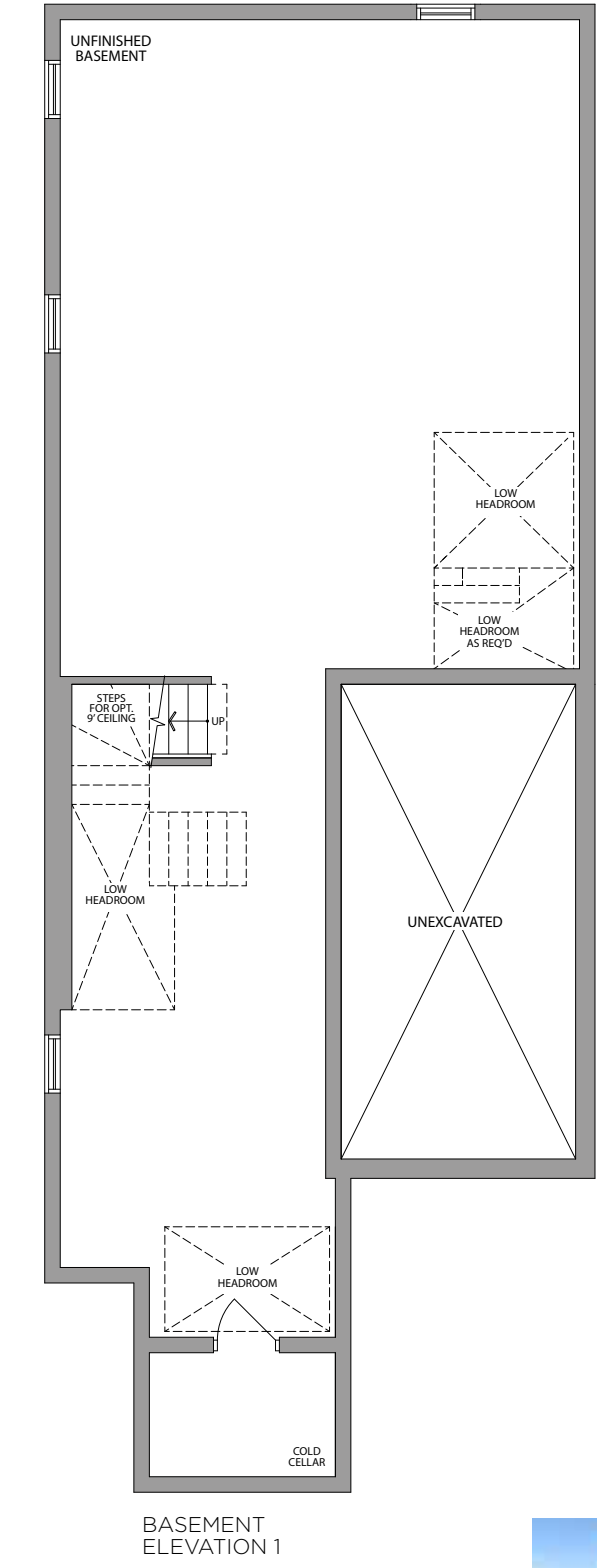 UNFINISHED
BASEMENT
LOW
HEADROOM
LOW
HEADROOM
AS REQ'D
STEPS
FOR OPT.
9' CEILING
UP
LOW
HEADROOM
UNEXCAVATED
LOW
HEADROOM
COLD
CELLAR
BASEMENT
ELEVATION 1